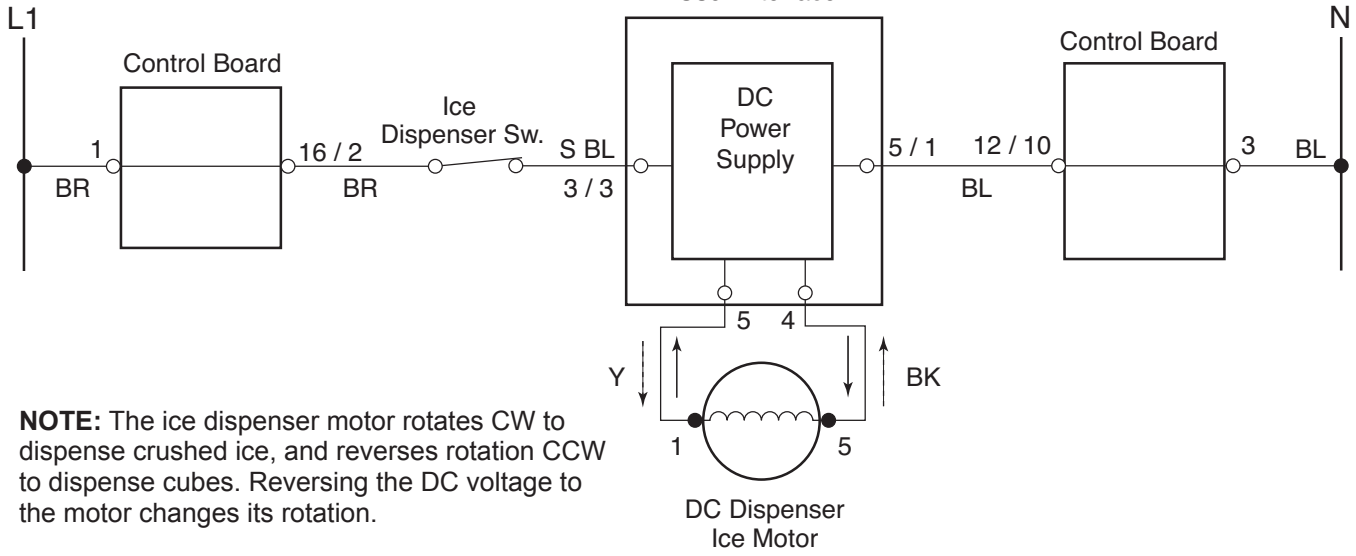 L1
N
Control Board
Control Board
Ice
Dispenser Sw.
DC
Power
Supply
1
16 / 2
S BL
5 / 1
12 / 10
3
BL
BR
BR
3 / 3
BL
5
4
Y
BK
1
5
NOTE: The ice dispenser motor rotates CW to
dispense crushed ice, and reverses rotation CCW
to dispense cubes. Reversing the DC voltage to
the motor changes its rotation.
DC Dispenser
Ice Motor